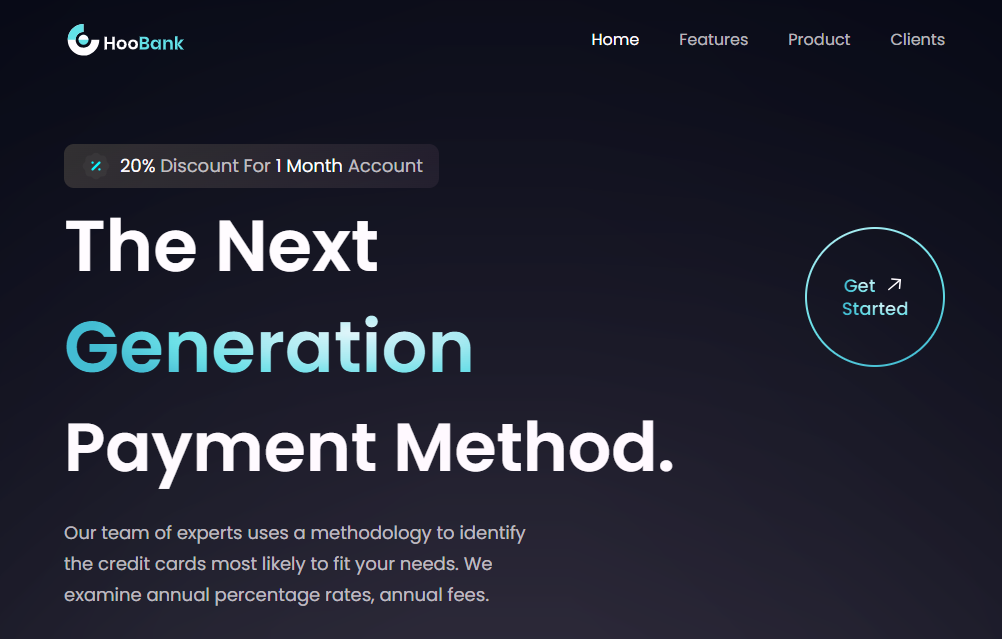 HooBank
Home Features Product Clients
20% Discount For 1 Month Account
The Next
Generation
Payment Method.
Get
Started
Our team of experts uses a methodology to identify
the credit cards most likely to fit your needs. We
examine annual percentage rates, annual fees.